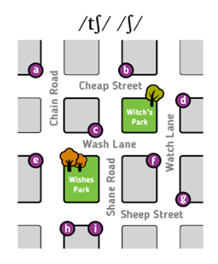 /tʃ/ /ʃ/
a
b
Cheap Street
Chain Road
Witch's
Park
d
c
Watch Lane
Wash Lane
e
Wishes
Park
Shane Road
f
g
Sheep Street
h i